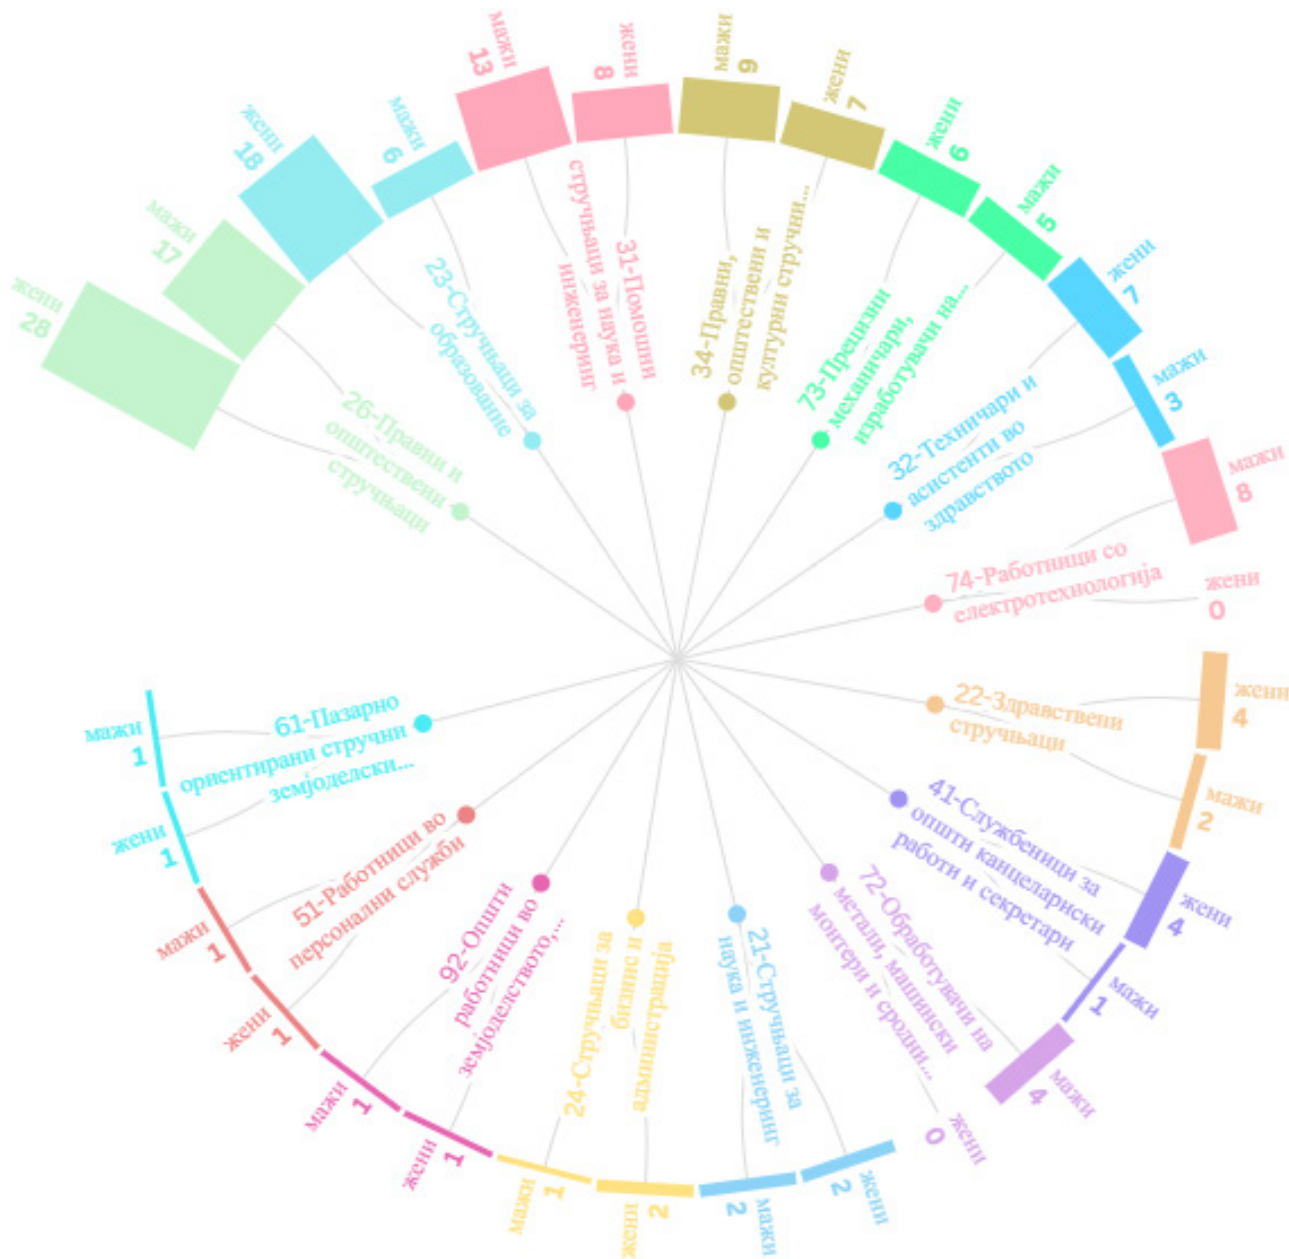 жени
28
мажи
17
26-Правни и
општествени
стручњаци
жени
18
мажи
6
23-Стручњаци за
образование
мажи
13
жени
8
31-Помошни
стручњаци за наука и
инженеринг
мажи
9
жени
7
34-Правни,
општествени и
културни стручни...
жени
6
мажи
5
73-Прецизни
механичари,
изработувачи на...
жени
7
мажи
3
32-Техничари и
асистенти во
здравството
мажи
8
жени
0
74-Работници со
електротехнологија
жени
4
мажи
2
22-Здравствени
стручњаци
жени
4
мажи
1
41-Службеници за
општи канцелариски
работи и секретари
мажи
4
жени
0
72-Обработувачи на
метали, машински
монтери и сродни...
жени
2
мажи
2
21-Стручњаци за
наука и инженеринг
жени
2
мажи
1
24-Стручњаци за
бизнис и
администрација
жени
1
мажи
1
92-Општи
работници во
земјоделството,...
жени
1
мажи
1
51-Работници во
персонални служби
жени
1
мажи
1
61-Пазарно
ориентирани стручни
земјоделски...